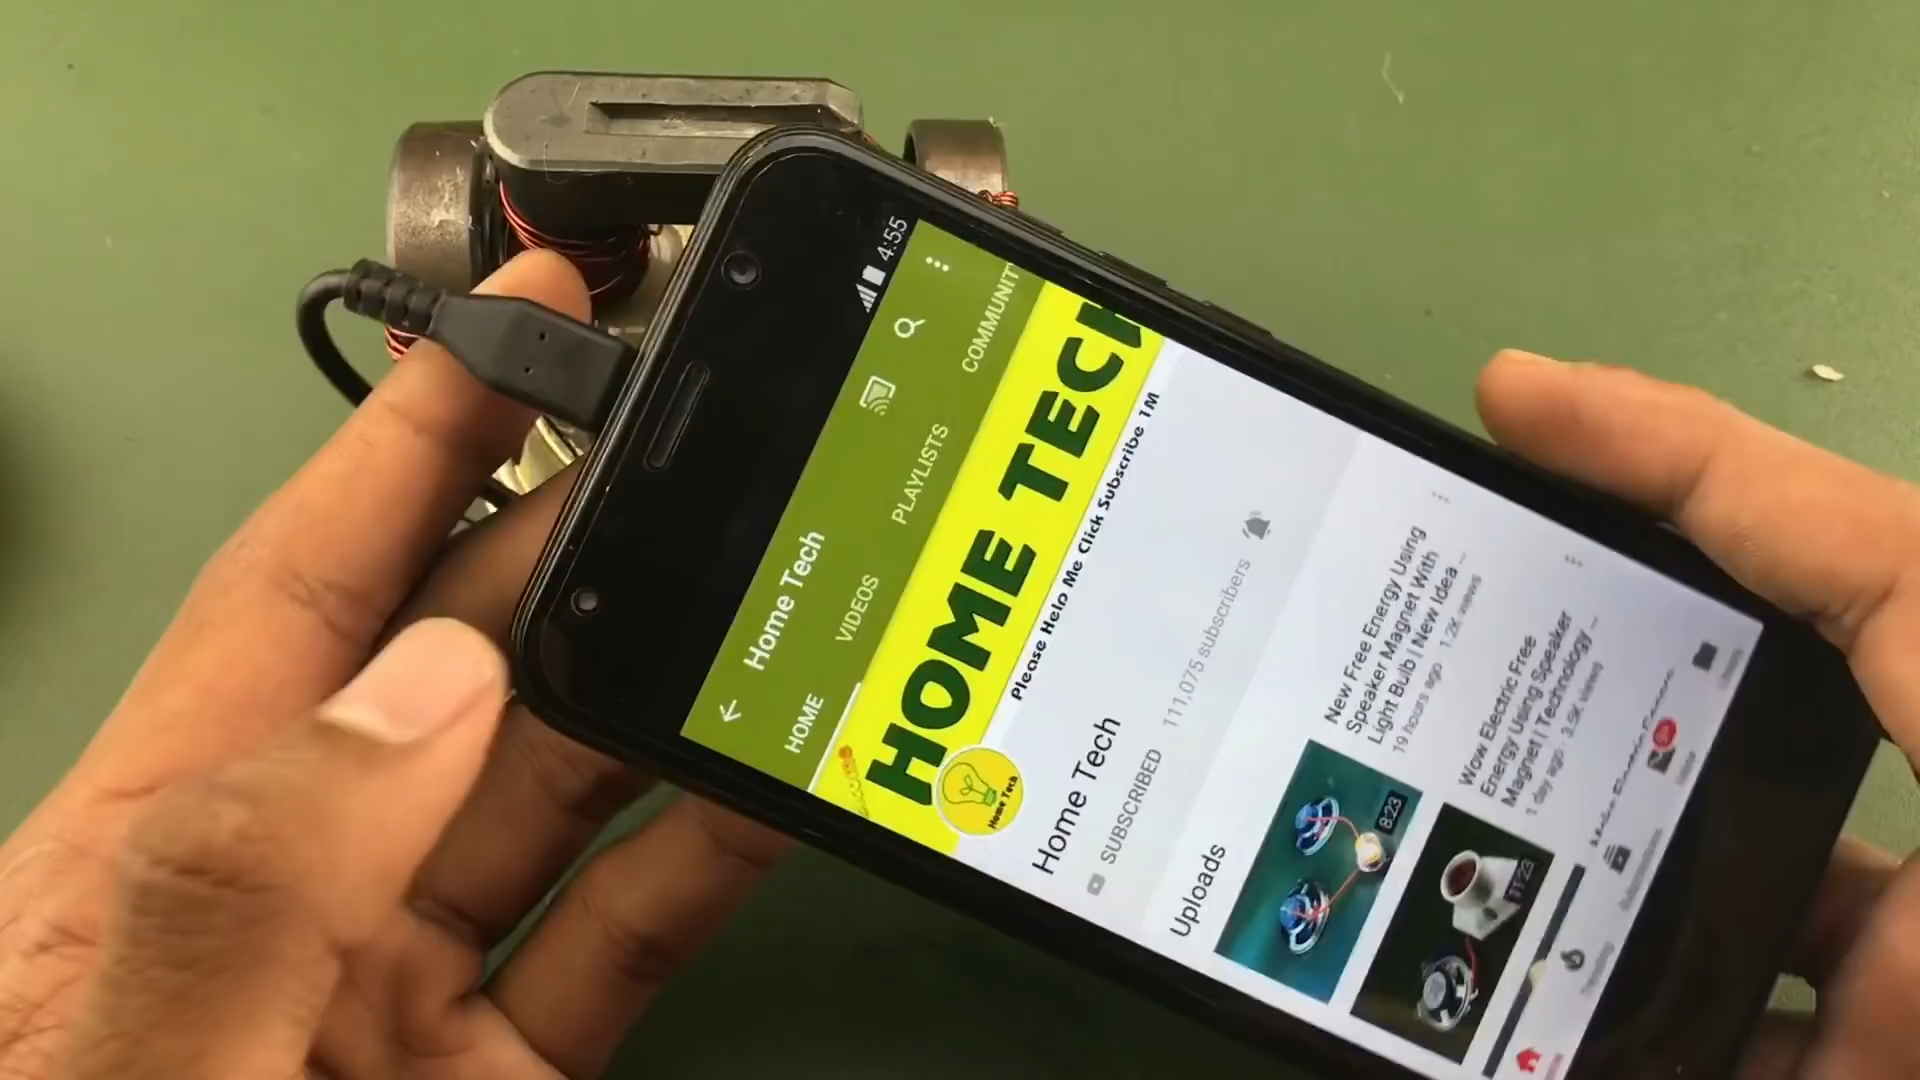 4:55
Home Tech
HOME
VIDEOS
PLAYLISTS
COMMUNIT
HOME TECH
Please Help Me Click Subscribe 1M
Home Tech
Home Tech
SUBSCRIBED 111,075 subscribers
Uploads
New Free Energy Using
Speaker Magnet With
Light Bulb | New Idea ...
19 hours ago · 1.2K views
8:23
Wow Electric Free
Energy Using Speaker
Magnet | Technology ...
1 day ago · 3.5K views
11:23
Trending